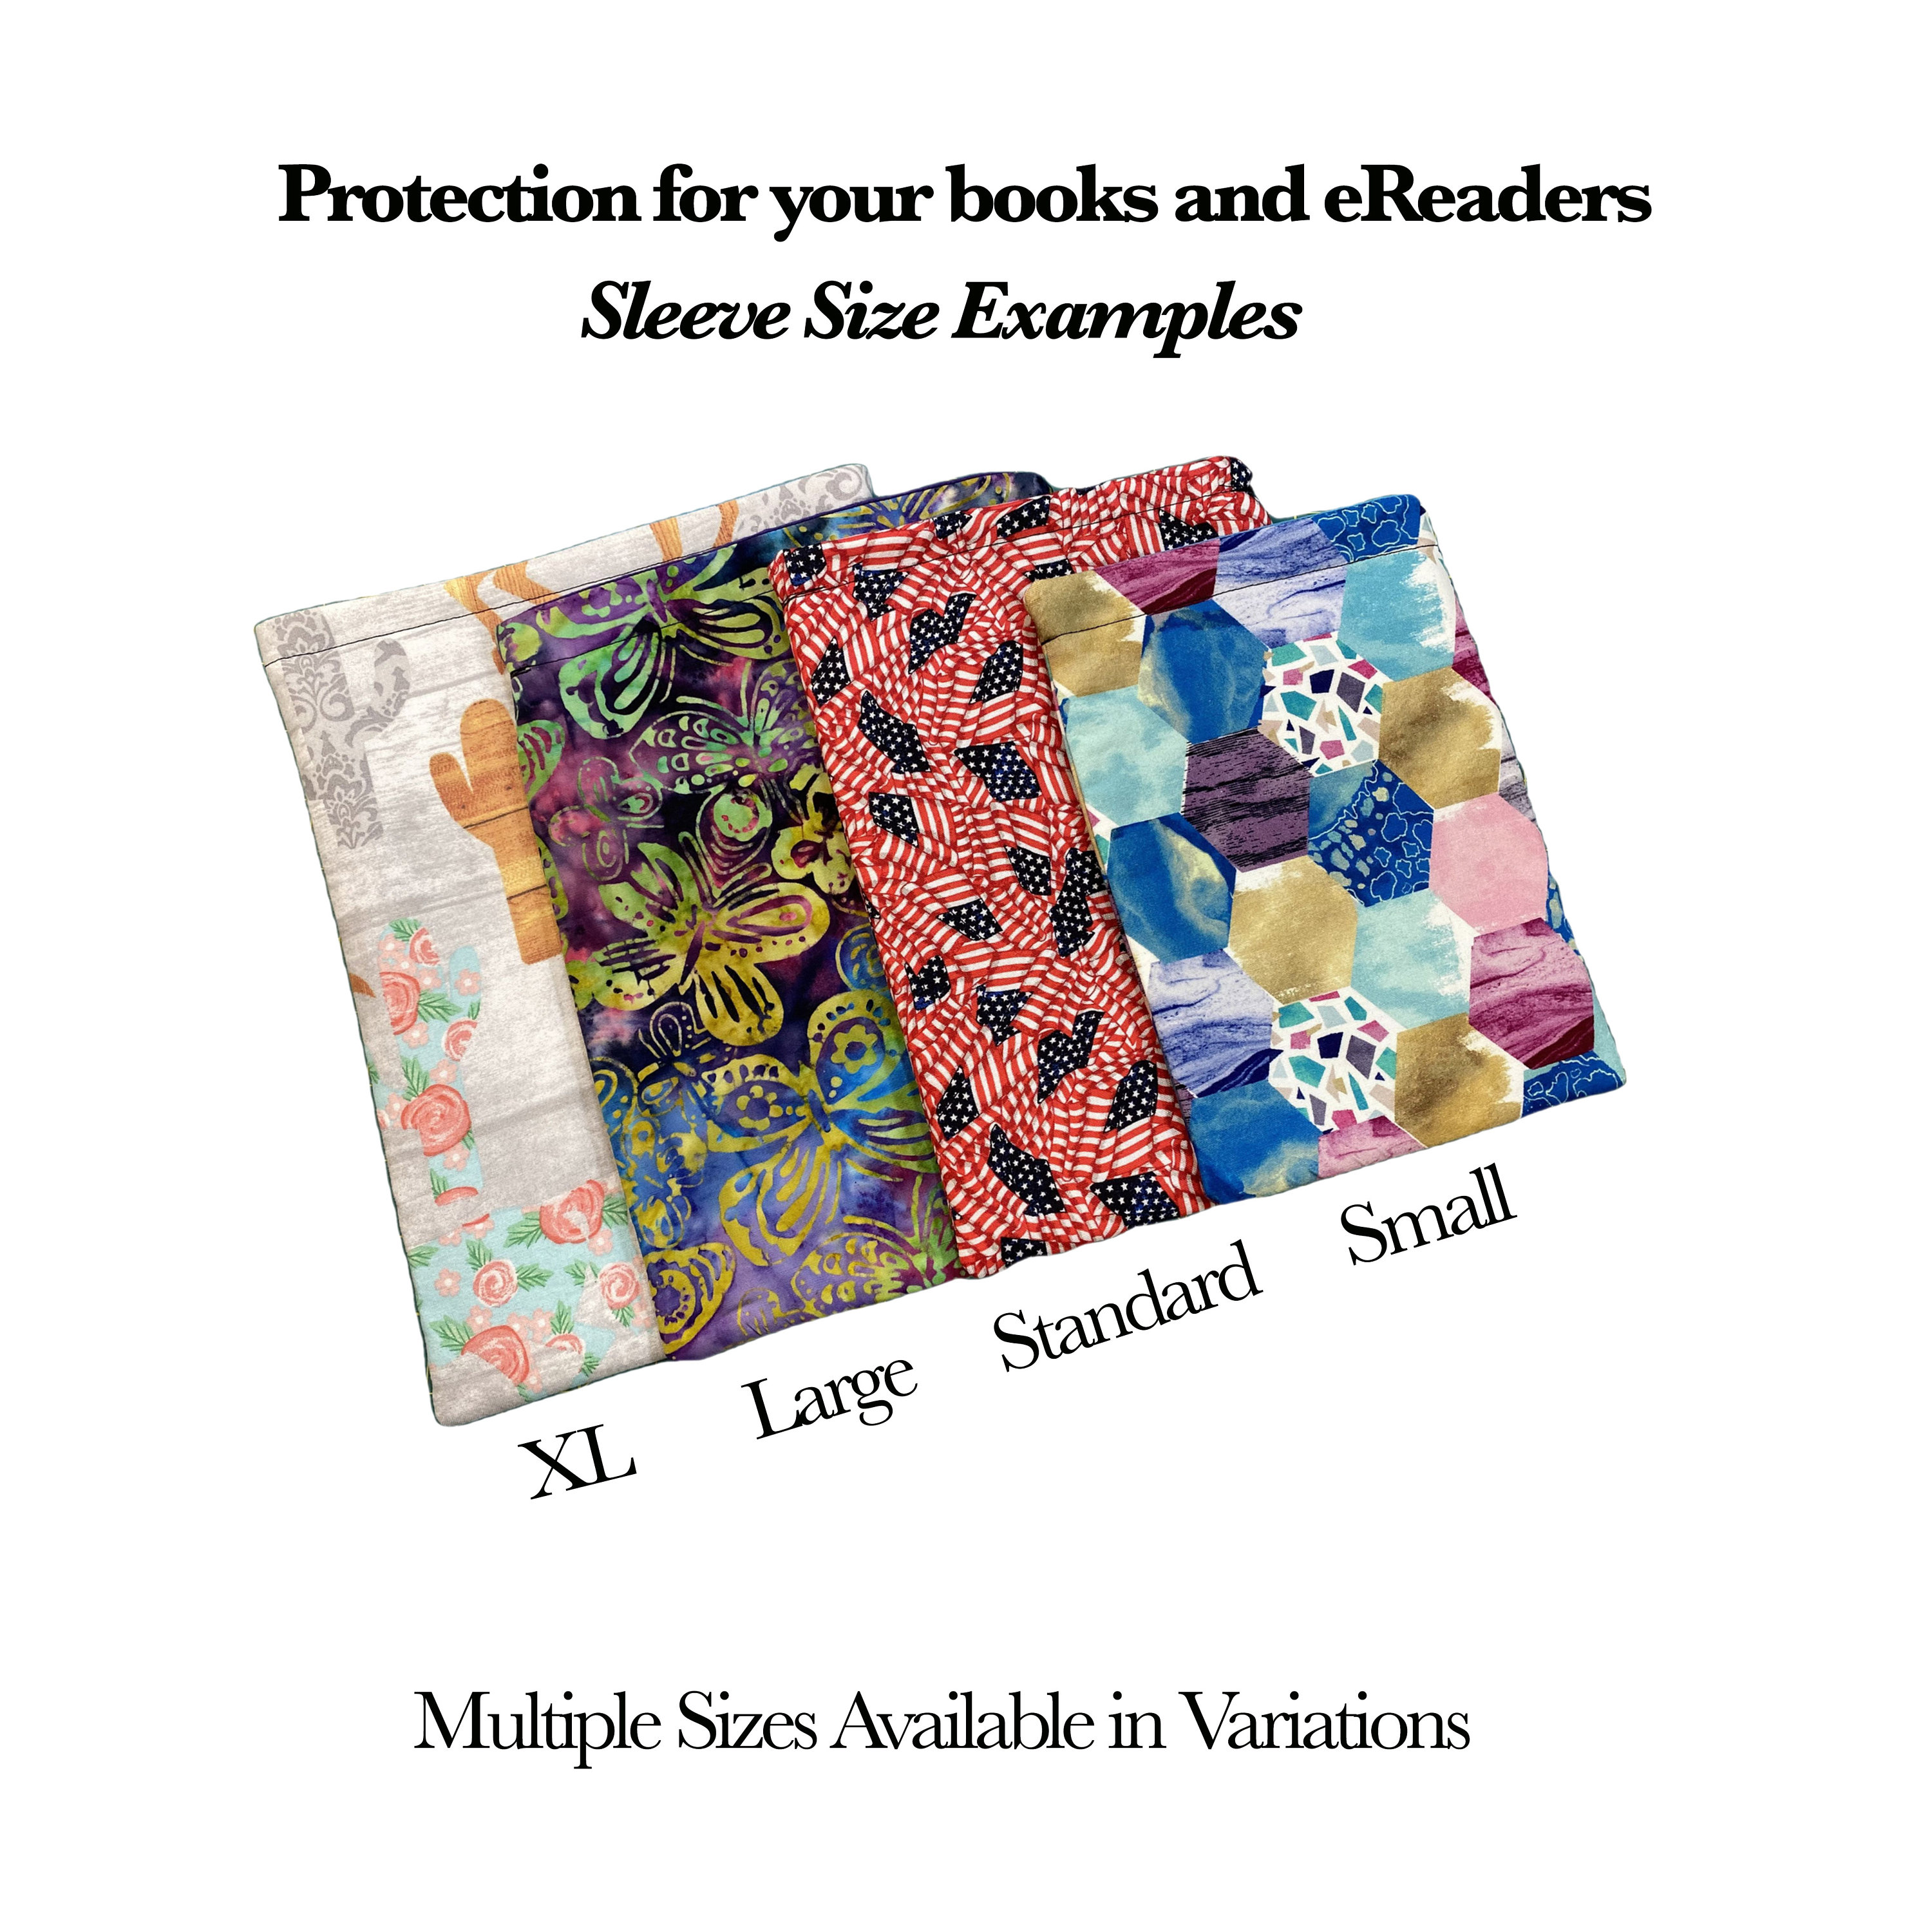 Protection for your books and eReaders
Sleeve Size Examples
XL
Large
Standard
Small
Multiple Sizes Available in Variations